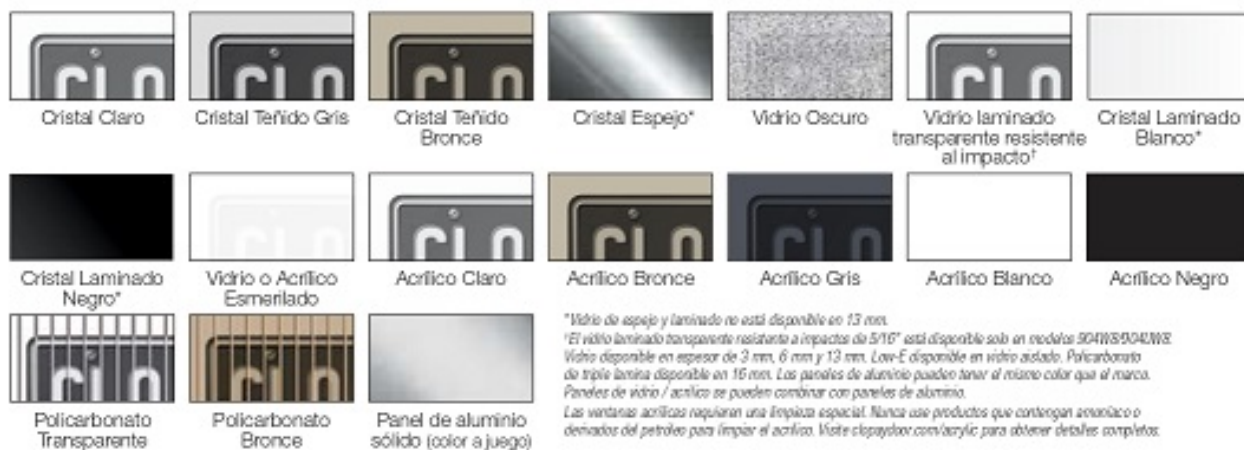 Cristal Claro
Cristal Teñido Gris
Cristal Teñido
Bronce
Cristal Espejo*
Vidrio Oscuro
Vidrio laminado
transparente resistente
al impacto†
Cristal Laminado
Blanco*
Cristal Laminado
Negro*
Vidrio o Acrílico
Esmerilado
Acrílico Claro
Acrílico Bronce
Acrílico Gris
Acrílico Blanco
Acrílico Negro
Policarbonato
Transparente
Policarbonato
Bronce
Panel de aluminio
sólido (color a juego)
*Vidrio de espejo y laminado no está disponible en 13 mm.
†El vidrio laminado transparente resistente a impactos de 5/16" está disponible solo en modelos 904W8/904UW8.
Vidrio disponible en espesor de 3 mm, 6 mm y 13 mm. Low-E disponible en vidrio aislado. Policarbonato
de triple lamina disponible en 16 mm. Los paneles de aluminio pueden tener el mismo color que el marco.
Paneles de vidrio / acrílico se pueden combinar con paneles de aluminio.
Las ventanas acrílicas requieren una limpieza especial. Nunca use productos que contengan amoníaco o
derivados del petróleo para limpiar el acrílico. Visite clopaydoor.com/acrylic para obtener detalles completos.